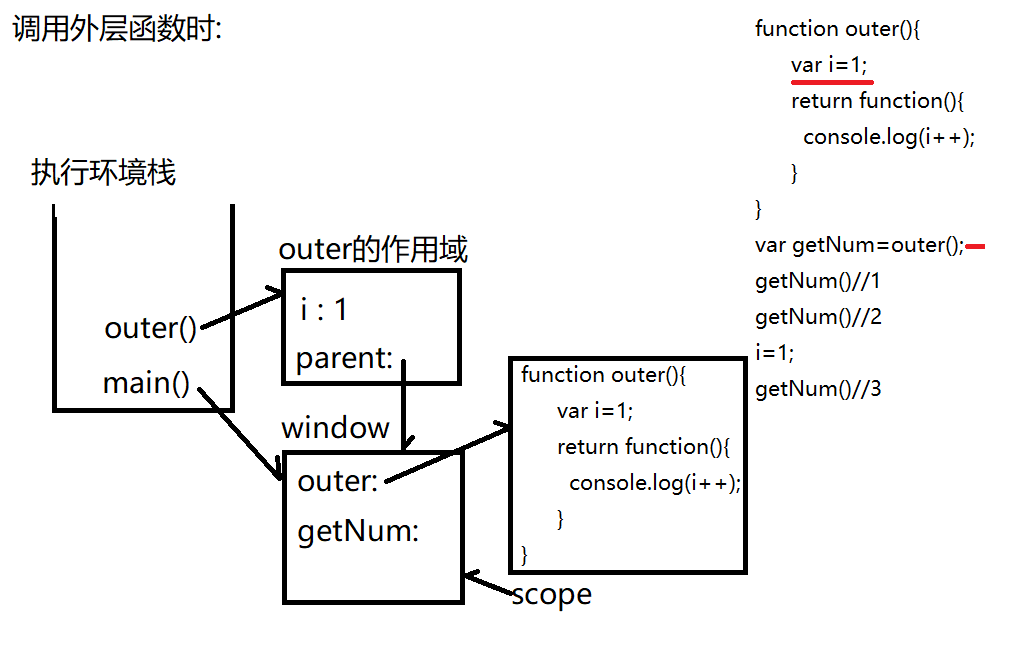 调用外层函数时:
执行环境栈
outer()
main()
outer的作用域
i : 1
parent:
window
outer:
getNum:
function outer(){
var i=1;
return function(){
console.log(i++);
}
}
scope
function outer(){
var i=1;
return function(){
console.log(i++);
}
}
var getNum=outer();
getNum()//1
getNum()//2
i=1;
getNum()//3